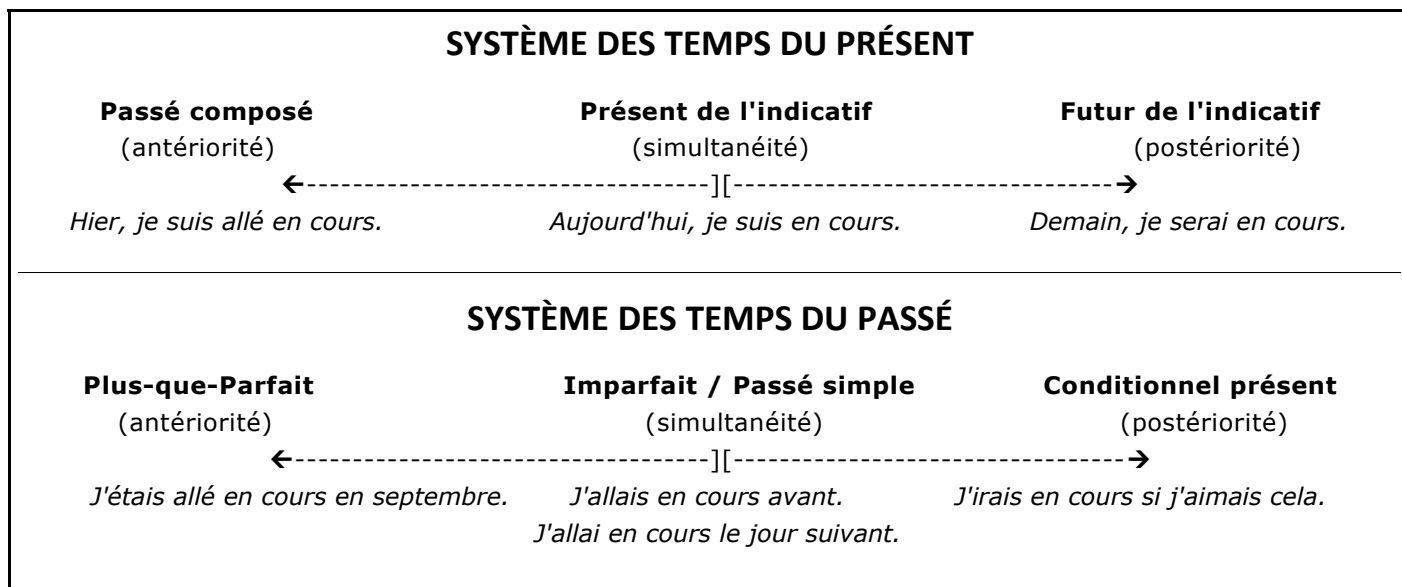 SYSTÈME DES TEMPS DU PRÉSENT
Passé composé Présent de l'indicatif Futur de l'indicatif
(antériorité) (simultanéité) (postériorité)
←-----------------------------------][---------------------------------→
Hier, je suis allé en cours. Aujourd'hui, je suis en cours. Demain, je serai en cours.
SYSTÈME DES TEMPS DU PASSÉ
Plus-que-Parfait Imparfait / Passé simple Conditionnel présent
(antériorité) (simultanéité) (postériorité)
←------------------------------------][----------------------------------→
J'étais allé en cours en septembre. J'allais en cours avant. J'irais en cours si j'aimais cela.
J'allai en cours le jour suivant.